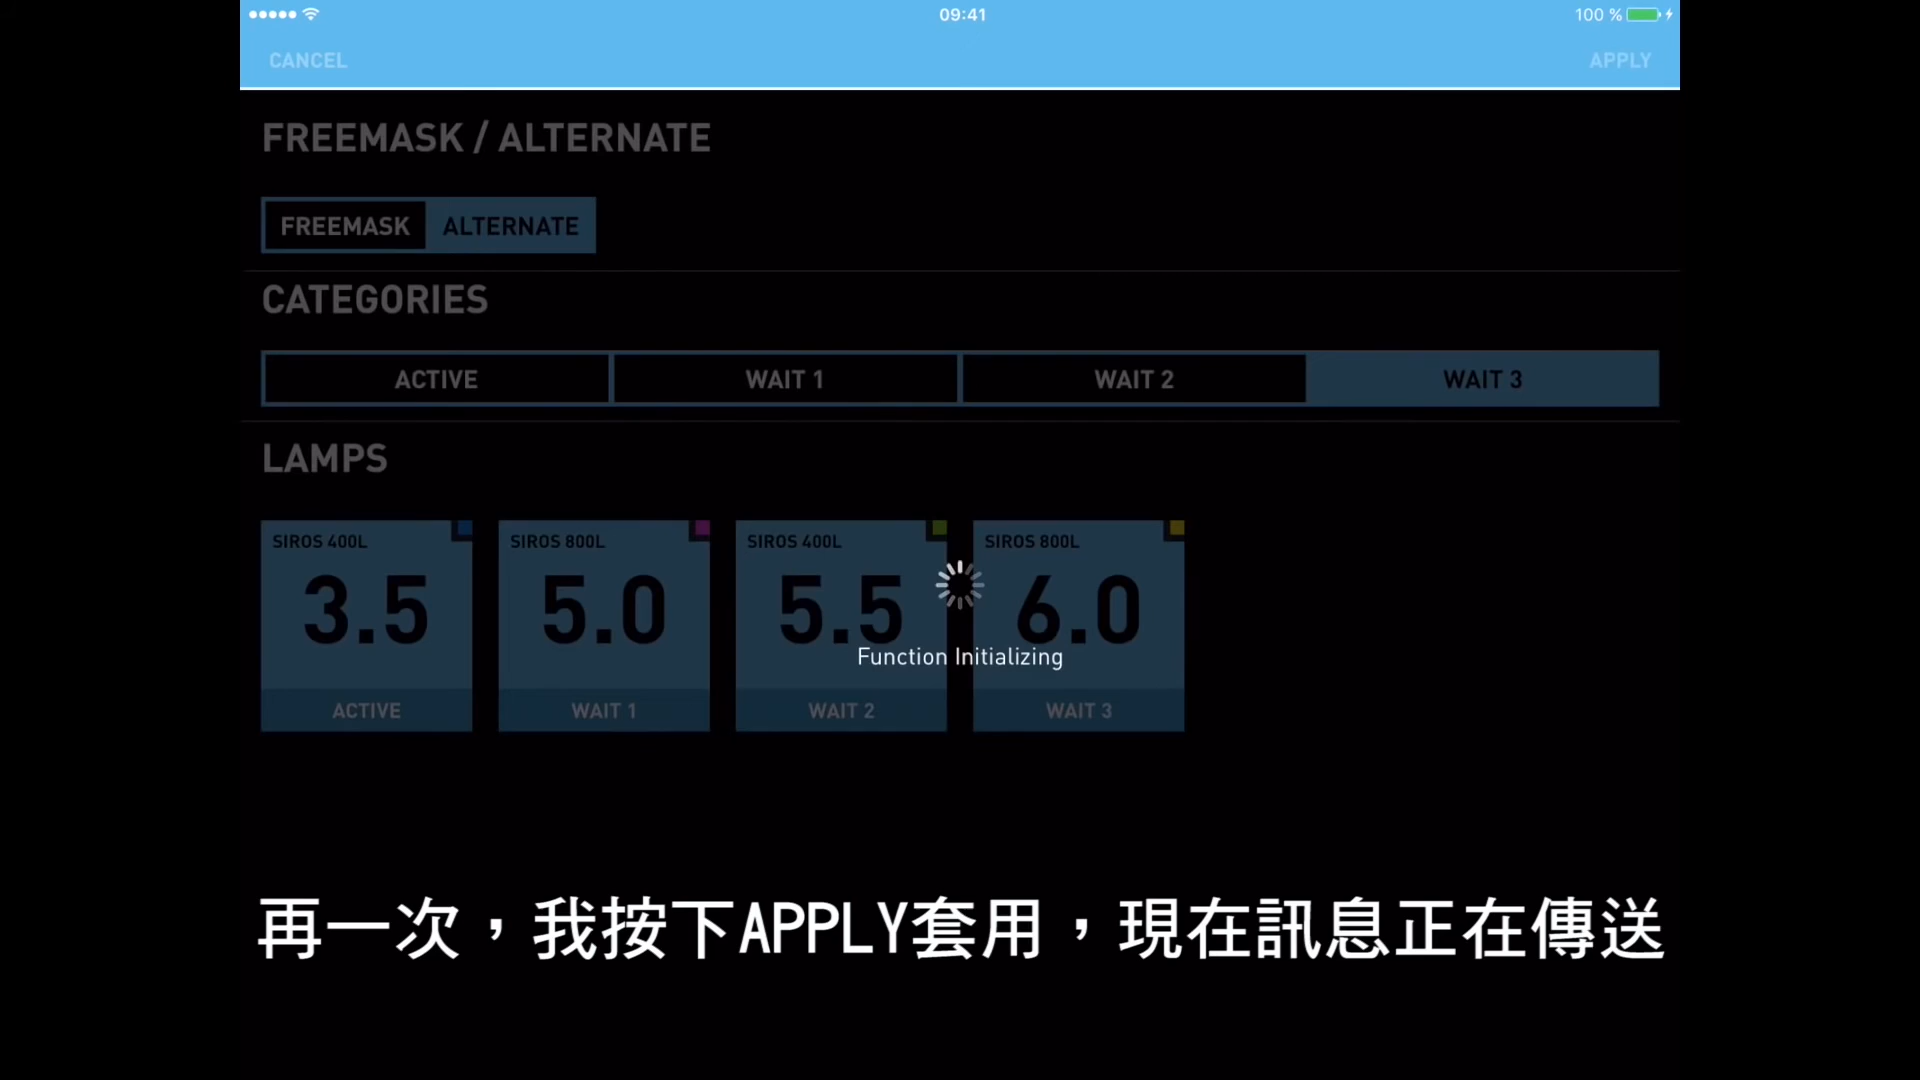 09:41
100 %
CANCEL
APPLY
FREEMASK / ALTERNATE
FREEMASK
ALTERNATE
CATEGORIES
ACTIVE
WAIT 1
WAIT 2
WAIT 3
LAMPS
SIROS 400L
3.5
ACTIVE
SIROS 800L
5.0
WAIT 1
SIROS 400L
5.5
WAIT 2
SIROS 800L
6.0
WAIT 3
Function Initializing
再一次，我按下APPLY套用，現在訊息正在傳送